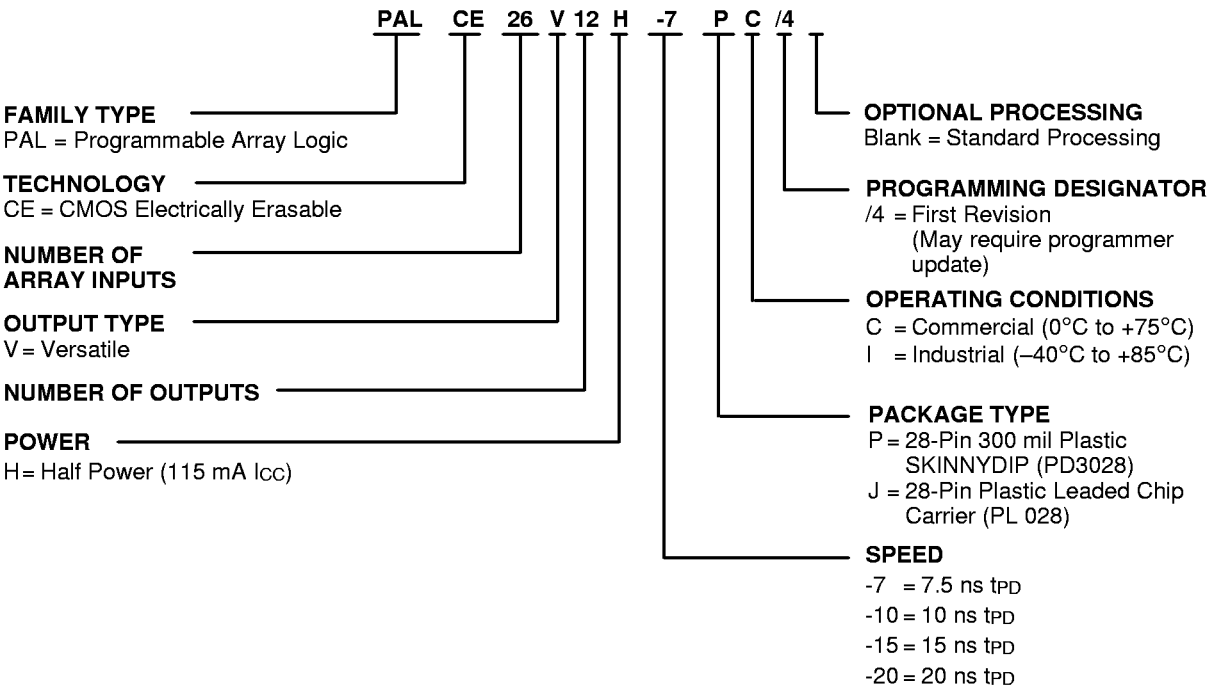 PAL CE 26 V 12 H -7 P C /4
FAMILY TYPE
PAL = Programmable Array Logic
TECHNOLOGY
CE = CMOS Electrically Erasable
NUMBER OF
ARRAY INPUTS
OUTPUT TYPE
V = Versatile
NUMBER OF OUTPUTS
POWER
H = Half Power (115 mA ICC)
OPTIONAL PROCESSING
Blank = Standard Processing
PROGRAMMING DESIGNATOR
/4 = First Revision
(May require programmer
update)
OPERATING CONDITIONS
C = Commercial (0°C to +75°C)
I = Industrial (–40°C to +85°C)
PACKAGE TYPE
P = 28-Pin 300 mil Plastic
SKINNYDIP (PD3028)
J = 28-Pin Plastic Leaded Chip
Carrier (PL 028)
SPEED
-7 = 7.5 ns tPD
-10 = 10 ns tPD
-15 = 15 ns tPD
-20 = 20 ns tPD